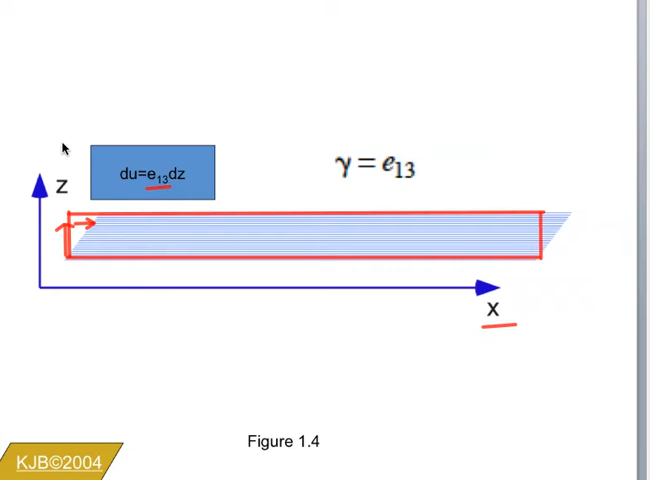 du=e₁₃dz
γ = e₁₃
z
x
Figure 1.4
KJB©2004